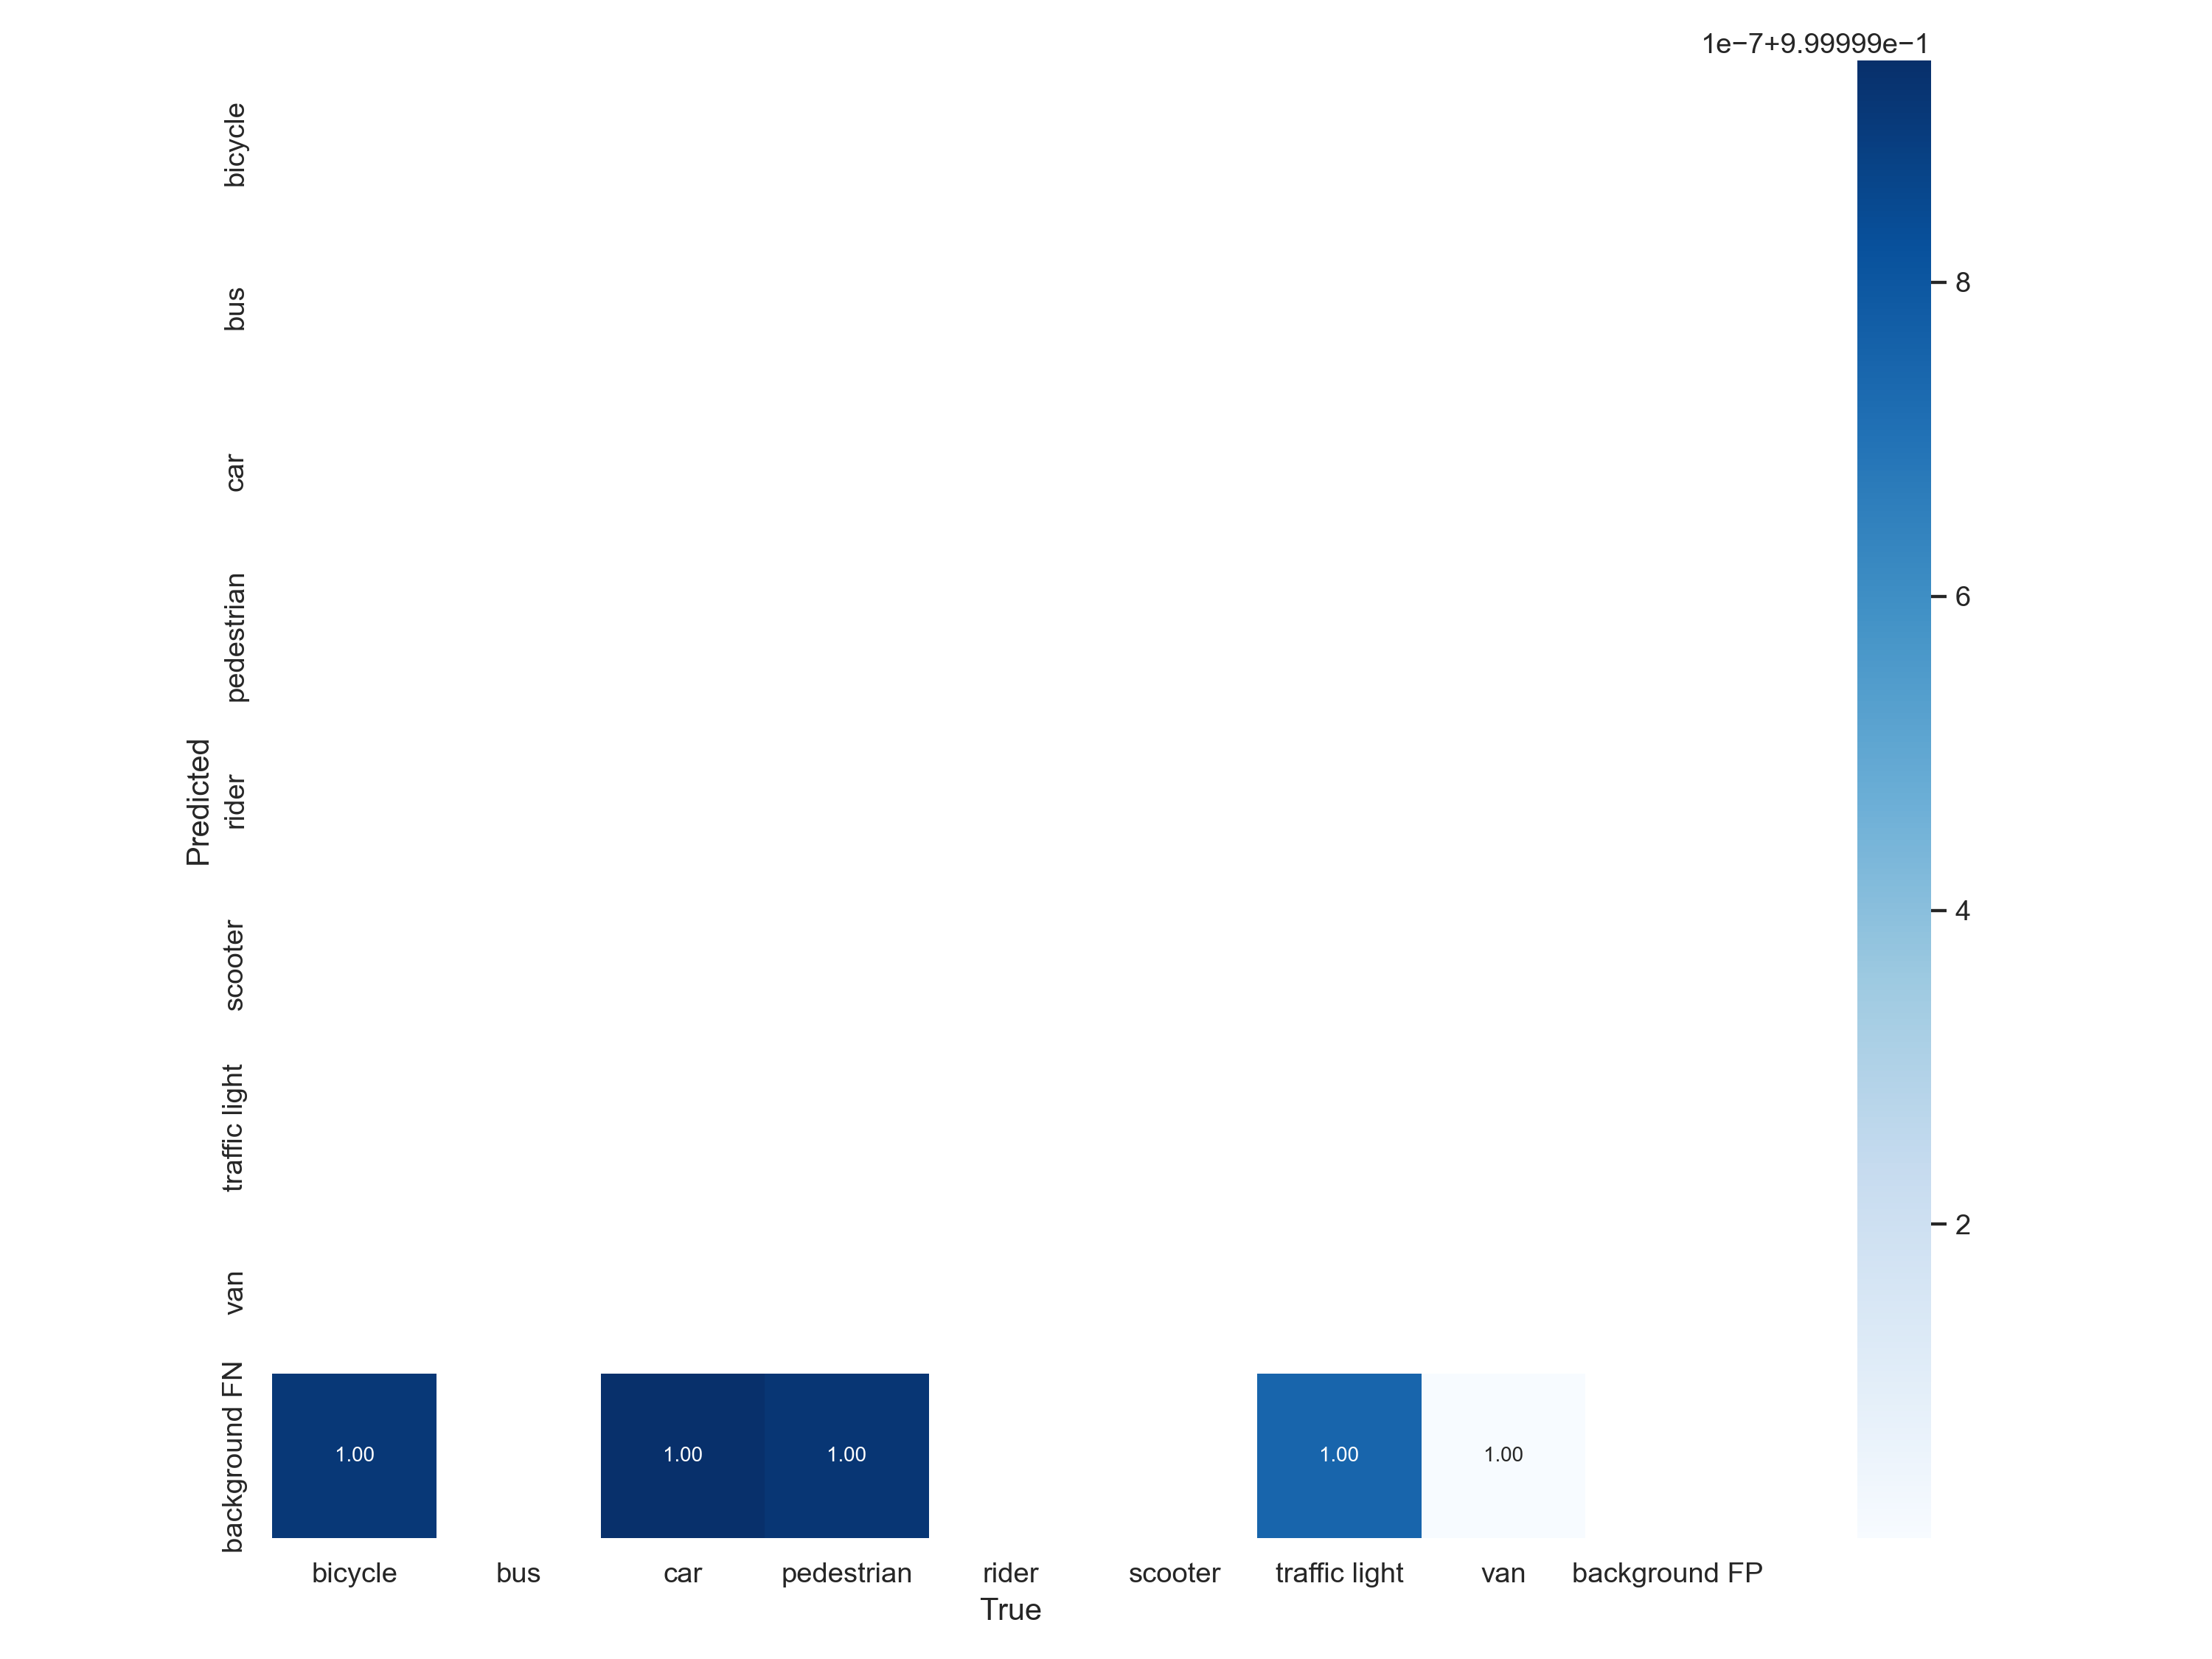 1e−7+9.99999e−1
8
6
4
2
Predicted
bicycle
bus
car
pedestrian
rider
scooter
traffic light
van
background FN
1.00 1.00 1.00 1.00 1.00
bicycle bus car pedestrian rider scooter traffic light van background FP
True